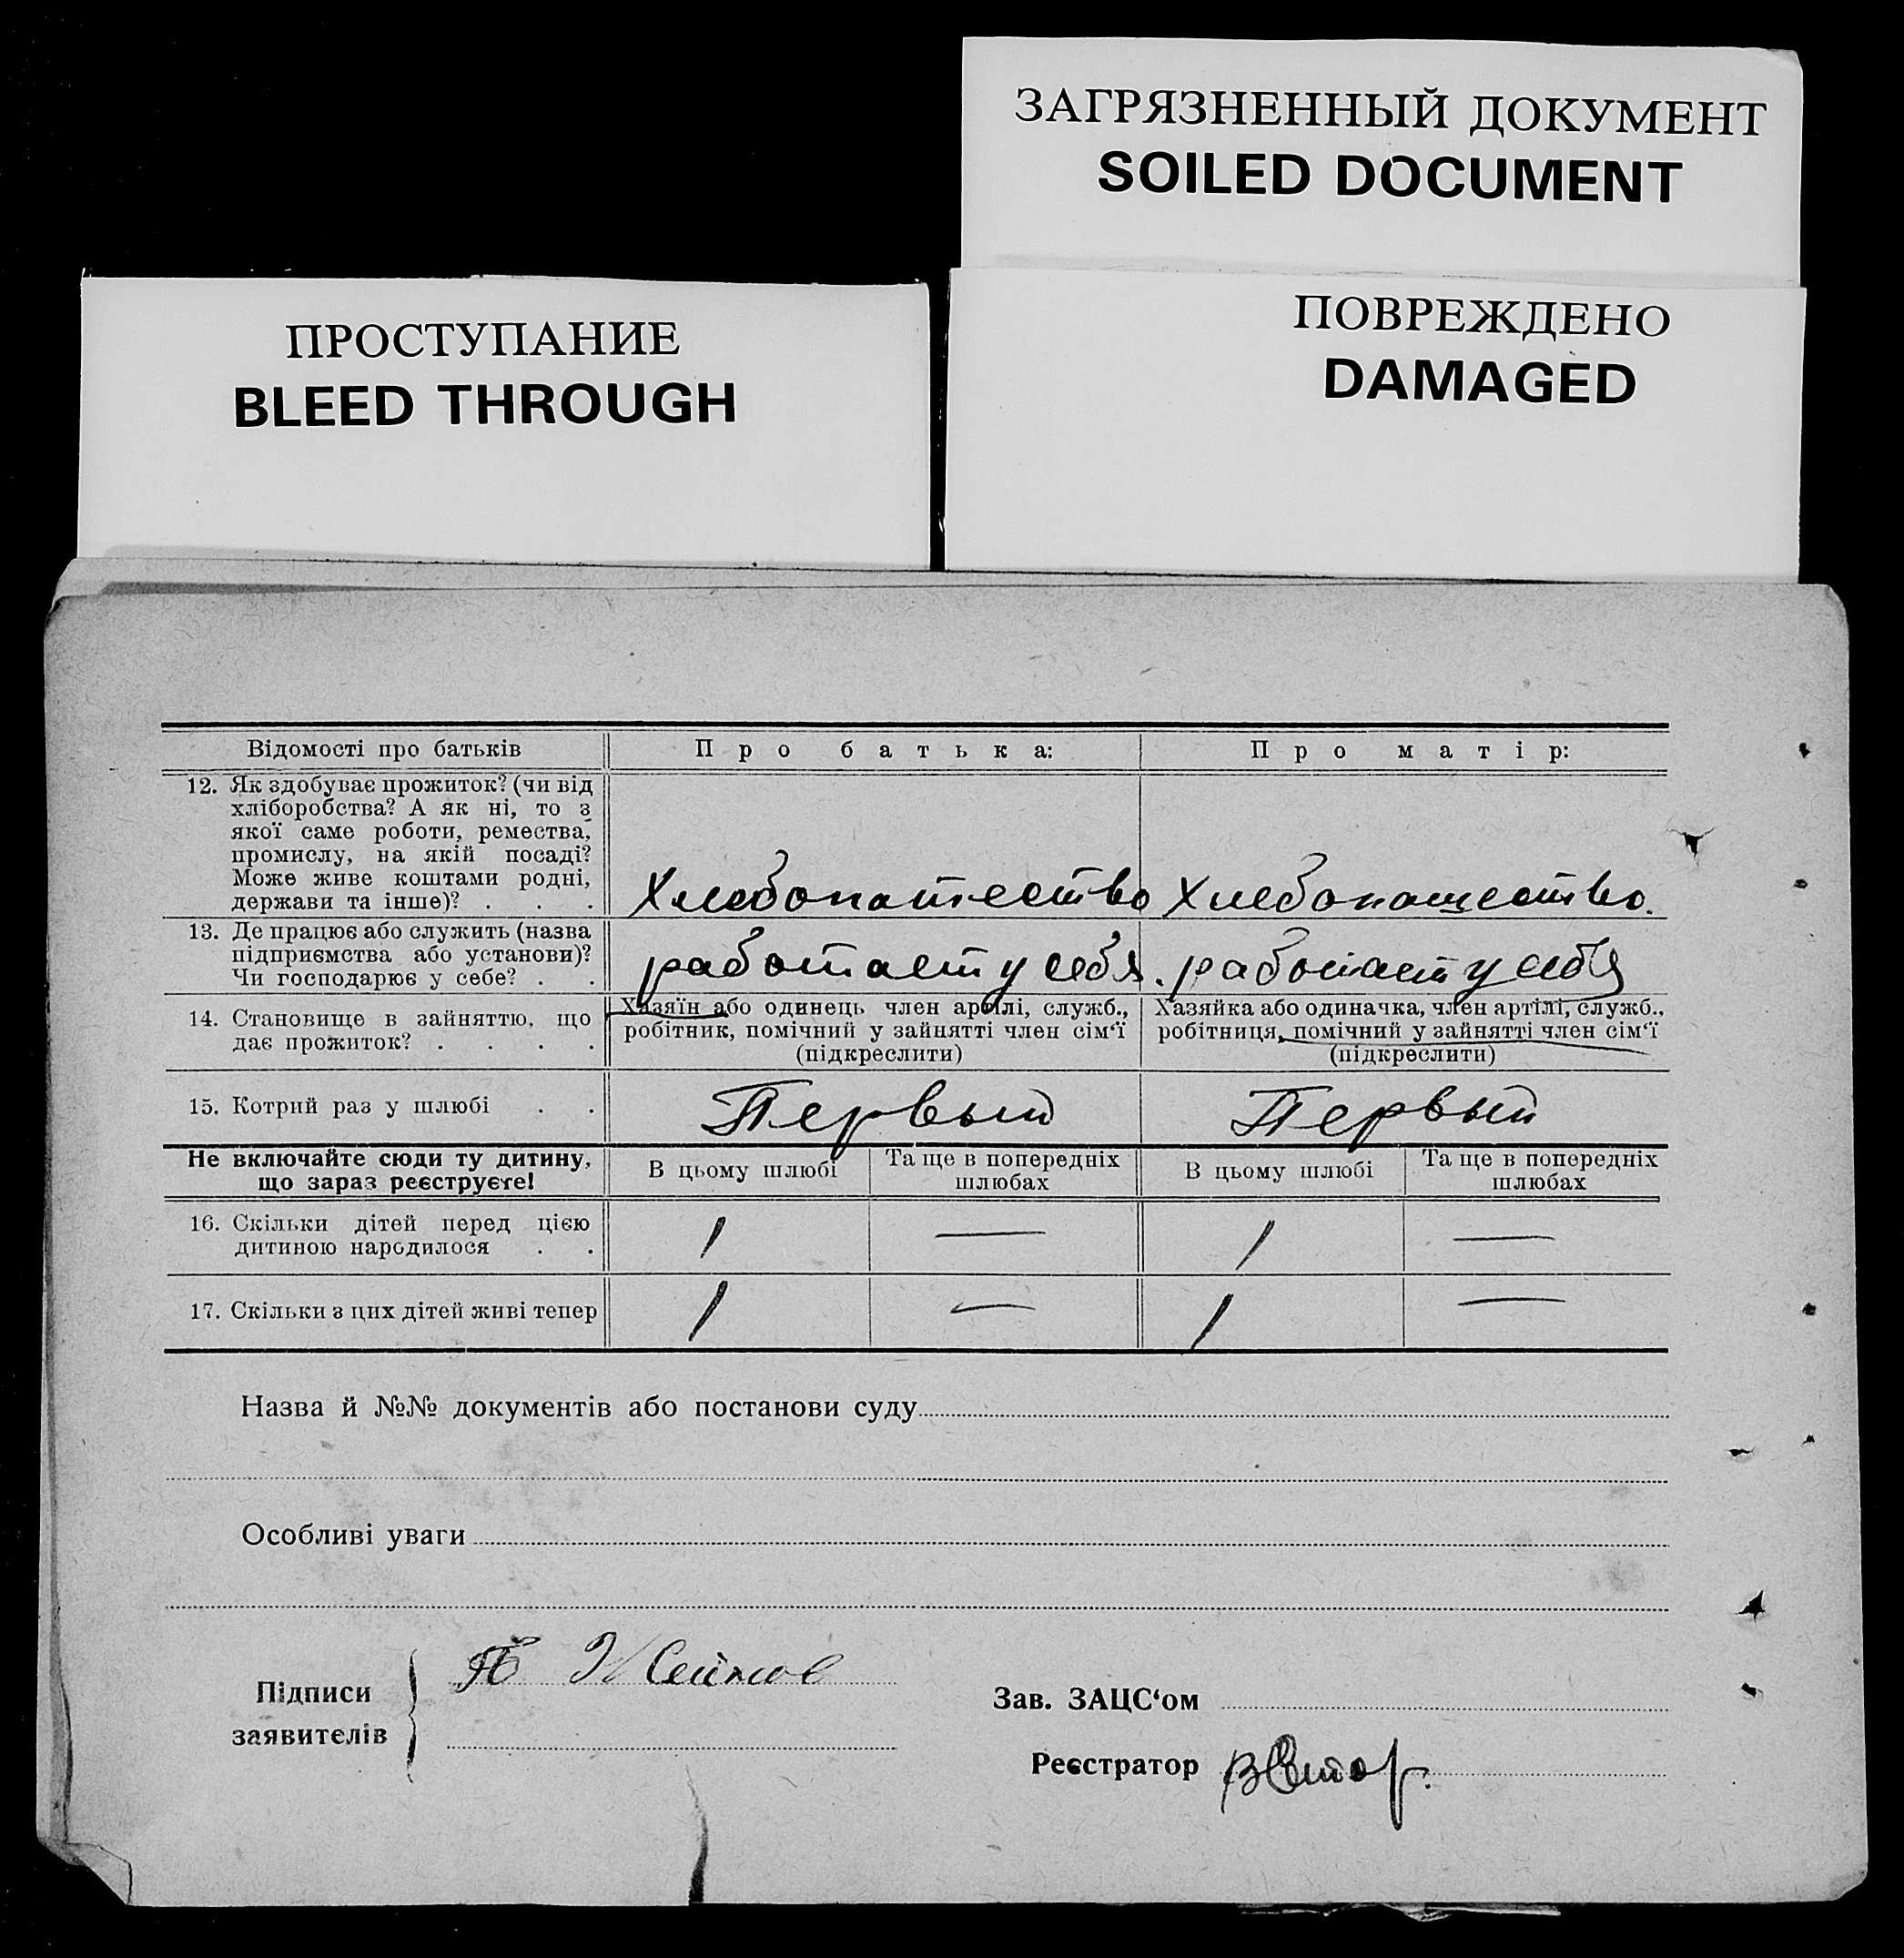 ЗАГРЯЗНЕННЫЙ ДОКУМЕНТ
SOILED DOCUMENT
ПРОСТУПАНИЕ
BLEED THROUGH
ПОВРЕЖДЕНО
DAMAGED
Відомості про батьків
Про батька:
Про матір:
12. Як здобуває прожиток? (чи від
хліборобства? А як ні, то з
якої саме роботи, ремества,
промислу, на якій посаді?
Може живе коштами родні,
держави та інше)? . . .
Хлебопашество
Хлебопашество.
13. Де працює або служить (назва
підприємства або установи)?
Чи господарює у себе? . .
работает у себя.
работает у себя
14. Становище в зайняттю, що
дає прожиток? . . . .
Хазяїн або одинець член артілі, служб.,
робітник, помічний у зайнятті член сім'ї
(підкреслити)
Хазяйка або одиначка, член артілі, служб.,
робітниця, помічний у зайнятті член сім'ї
(підкреслити)
15. Котрий раз у шлюбі . .
Первый
Первый
Не включайте сюди ту дитину,
що зараз реєструєте!
В цьому шлюбі
Та ще в попередніх
шлюбах
В цьому шлюбі
Та ще в попередніх
шлюбах
16. Скільки дітей перед цією
дитиною народилося . .
1 — 1 —
17. Скільки з цих дітей живі тепер
1 — 1 —
Назва й №№ документів або постанови суду
Особливі уваги
Підписи
заявителів
Зав. ЗАЦС'ом
Реєстратор